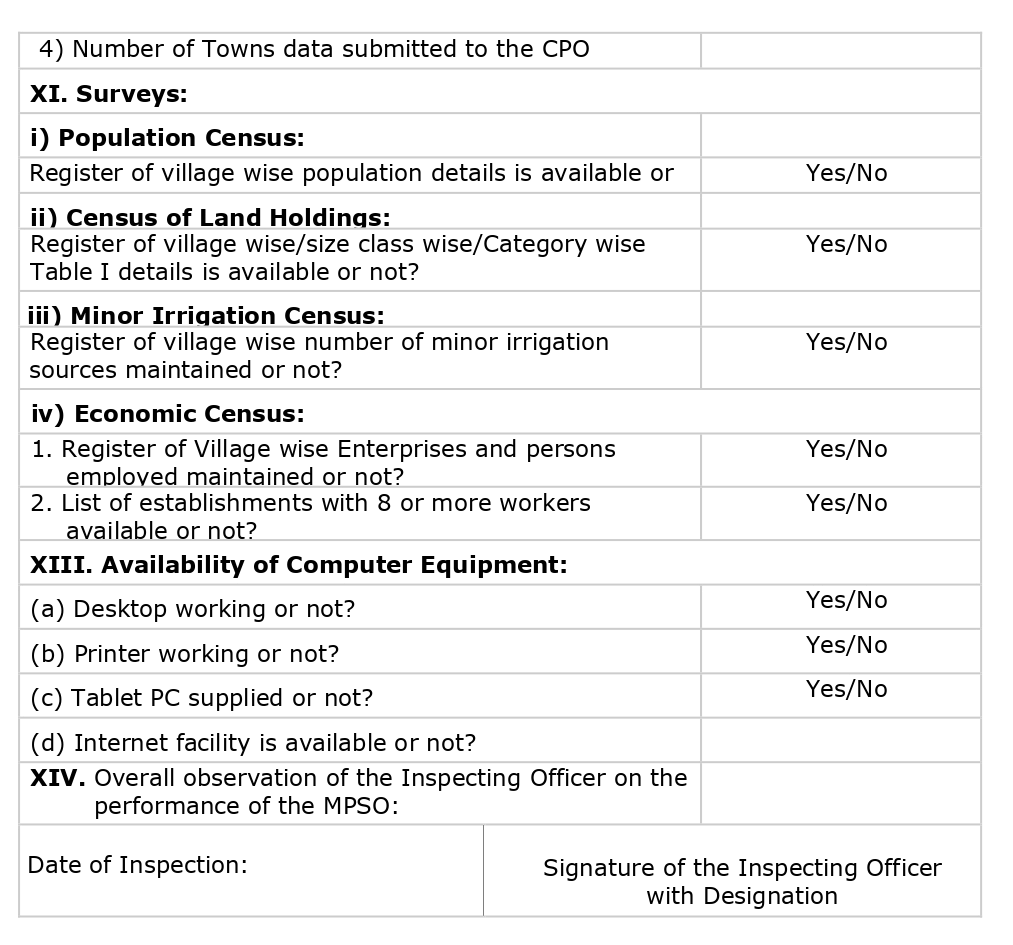 4) Number of Towns data submitted to the CPO
XI. Surveys:
i) Population Census:
Register of village wise population details is available or
Yes/No
ii) Census of Land Holdings:
Register of village wise/size class wise/Category wise
Table I details is available or not?
Yes/No
iii) Minor Irrigation Census:
Register of village wise number of minor irrigation
sources maintained or not?
Yes/No
iv) Economic Census:
1. Register of Village wise Enterprises and persons
employed maintained or not?
Yes/No
2. List of establishments with 8 or more workers
available or not?
Yes/No
XIII. Availability of Computer Equipment:
(a) Desktop working or not?
Yes/No
(b) Printer working or not?
Yes/No
(c) Tablet PC supplied or not?
Yes/No
(d) Internet facility is available or not?
XIV. Overall observation of the Inspecting Officer on the
performance of the MPSO:
Date of Inspection:
Signature of the Inspecting Officer
with Designation